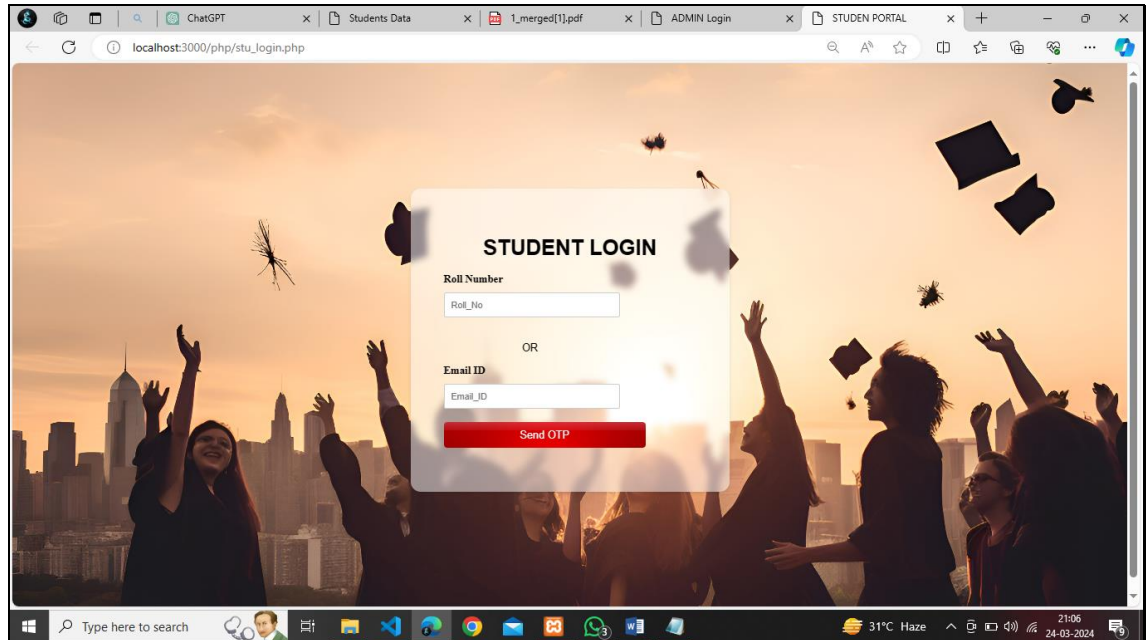 ChatGPT
Students Data
1_merged[1].pdf
ADMIN Login
STUDEN PORTAL
localhost:3000/php/stu_login.php
STUDENT LOGIN
Roll Number
Roll_No
OR
Email ID
Email_ID
Send OTP
Type here to search
31°C Haze
21:06
24-03-2024